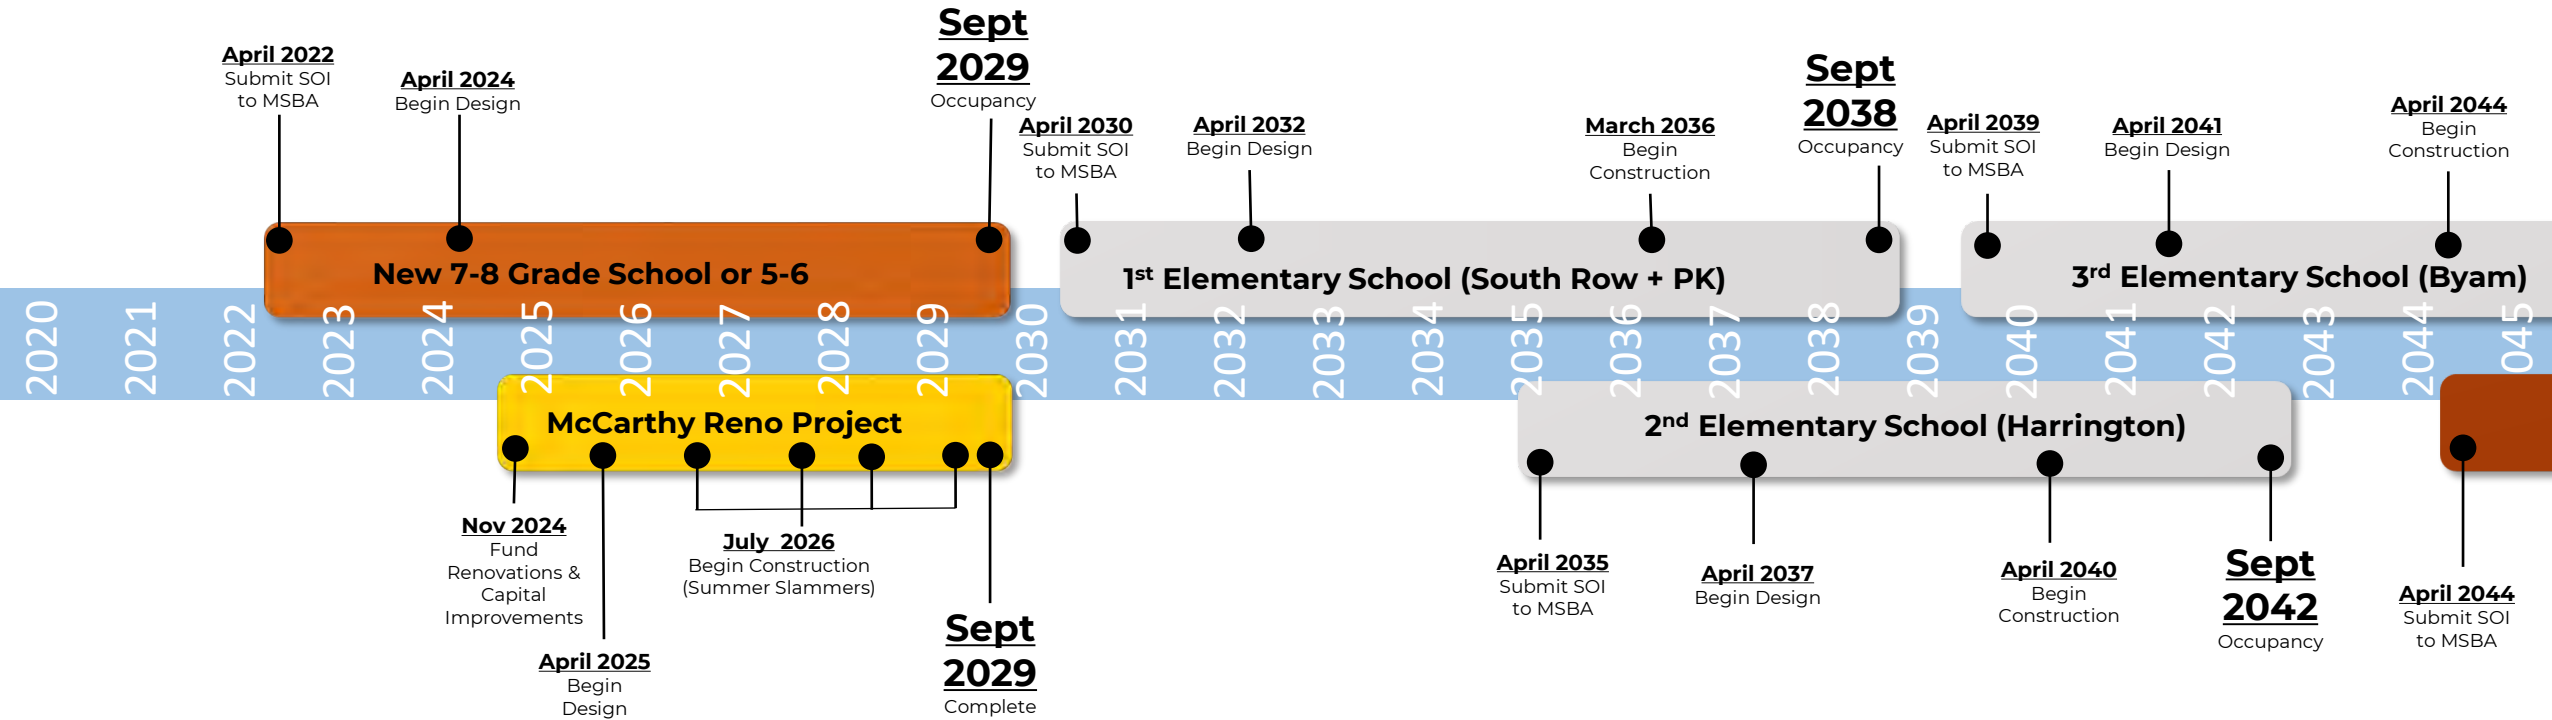 April 2022
Submit SOI
to MSBA
April 2024
Begin Design
Sept
2029
Occupancy
April 2030
Submit SOI
to MSBA
April 2032
Begin Design
March 2036
Begin
Construction
Sept
2038
Occupancy
April 2039
Submit SOI
to MSBA
April 2041
Begin Design
April 2044
Begin
Construction
New 7-8 Grade School or 5-6
1st Elementary School (South Row + PK)
3rd Elementary School (Byam)
2020
2021
2022
2023
2024
2025
2026
2027
2028
2029
2030
2031
2032
2033
2034
2035
2036
2037
2038
2039
2040
2041
2042
2043
2044
045
McCarthy Reno Project
2nd Elementary School (Harrington)
Nov 2024
Fund
Renovations &
Capital
Improvements
April 2025
Begin
Design
July  2026
Begin Construction
(Summer Slammers)
Sept
2029
Complete
April 2035
Submit SOI
to MSBA
April 2037
Begin Design
April 2040
Begin
Construction
Sept
2042
Occupancy
April 2044
Submit SOI
to MSBA